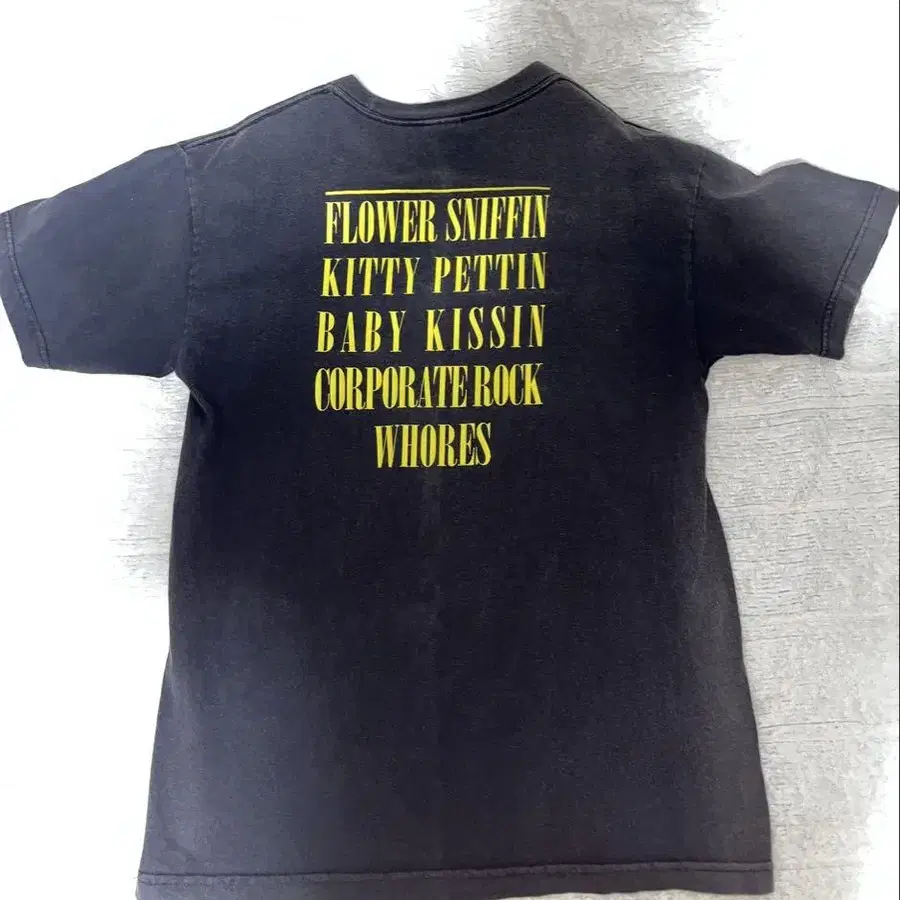 FLOWER SNIFFIN
KITTY PETTIN
BABY KISSIN
CORPORATE ROCK
WHORES